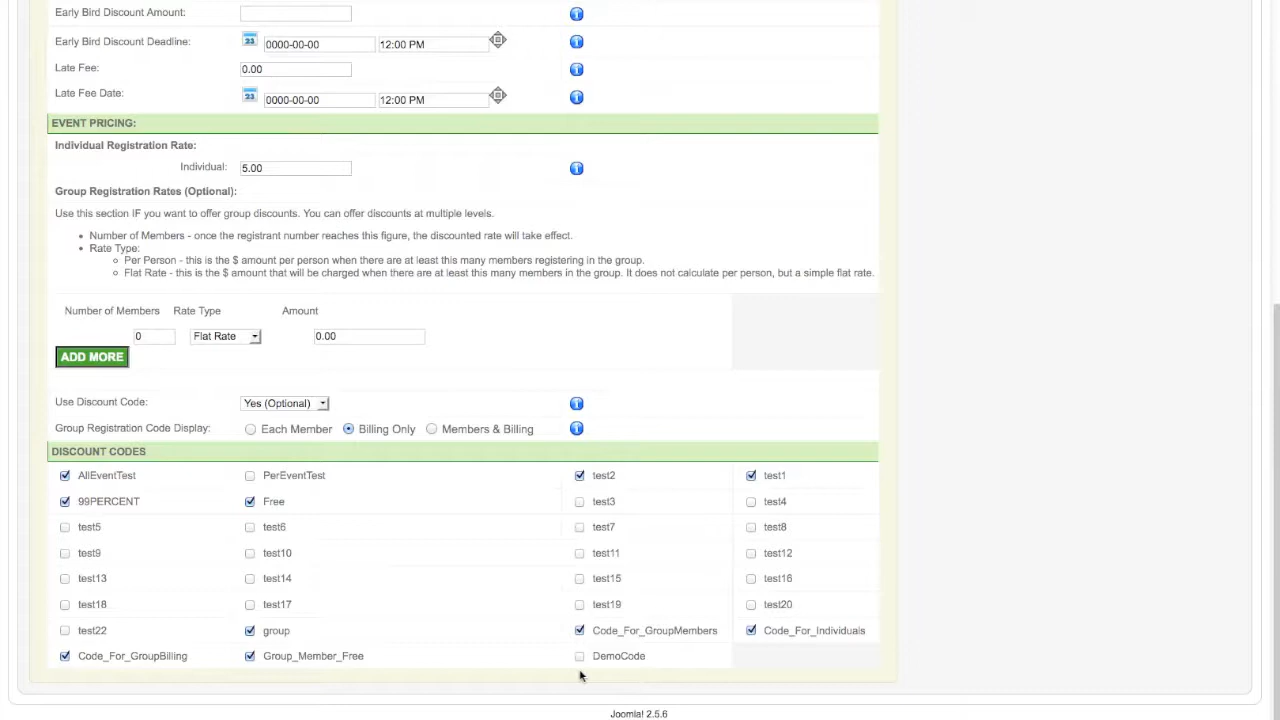 Early Bird Discount Amount:
Early Bird Discount Deadline: 23 0000-00-00 12:00 PM
Late Fee: 0.00
Late Fee Date: 23 0000-00-00 12:00 PM
EVENT PRICING:
Individual Registration Rate:
Individual: 5.00
Group Registration Rates (Optional):
Use this section IF you want to offer group discounts. You can offer discounts at multiple levels.
• Number of Members - once the registrant number reaches this figure, the discounted rate will take effect.
• Rate Type:
Per Person - this is the $ amount per person when there are at least this many members registering in the group.
Flat Rate - this is the $ amount that will be charged when there are at least this many members in the group. It does not calculate per person, but a simple flat rate.
Number of Members Rate Type Amount
0 Flat Rate 0.00
ADD MORE
Use Discount Code: Yes (Optional)
Group Registration Code Display: Each Member Billing Only Members & Billing
DISCOUNT CODES
AllEventTest PerEventTest test2 test1
99PERCENT Free test3 test4
test5 test6 test7 test8
test9 test10 test11 test12
test13 test14 test15 test16
test18 test17 test19 test20
test22 group Code_For_GroupMembers Code_For_Individuals
Code_For_GroupBilling Group_Member_Free DemoCode
Joomla! 2.5.6